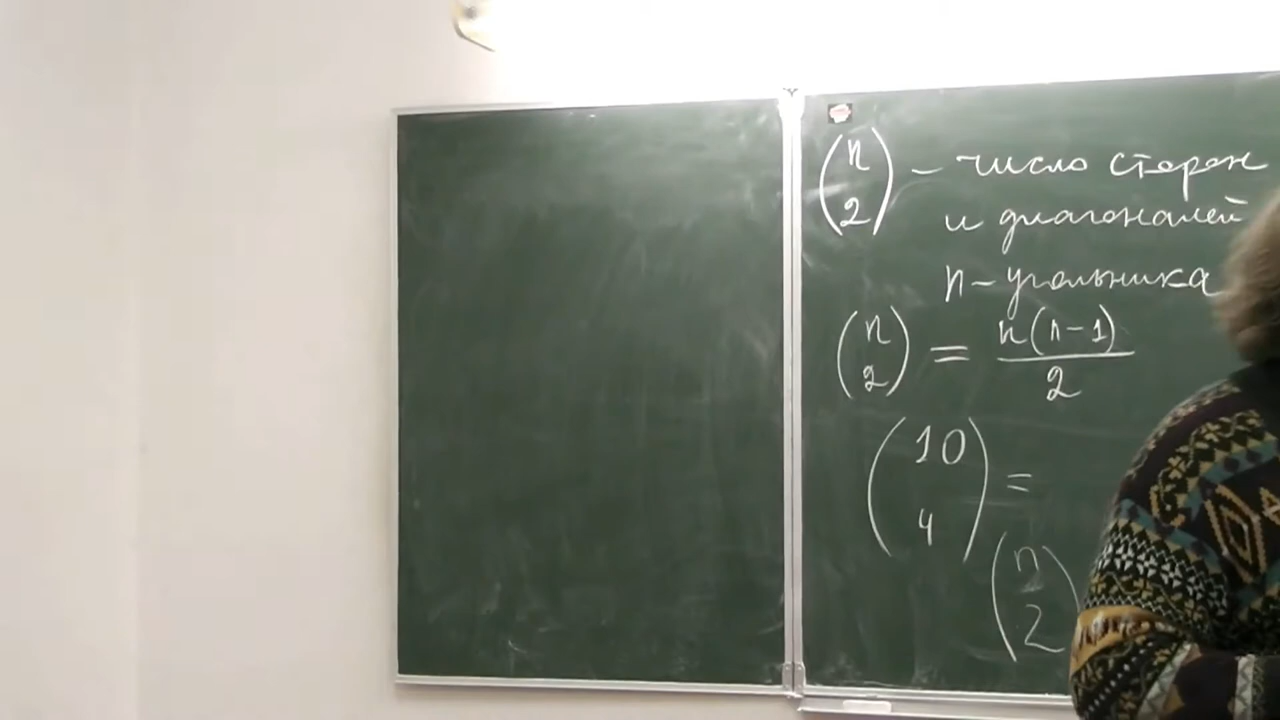 (n 2) – число сторон
и диагоналей
n-угольника
(n 2) = n(n-1)/2
(10 4) =
(n 2)